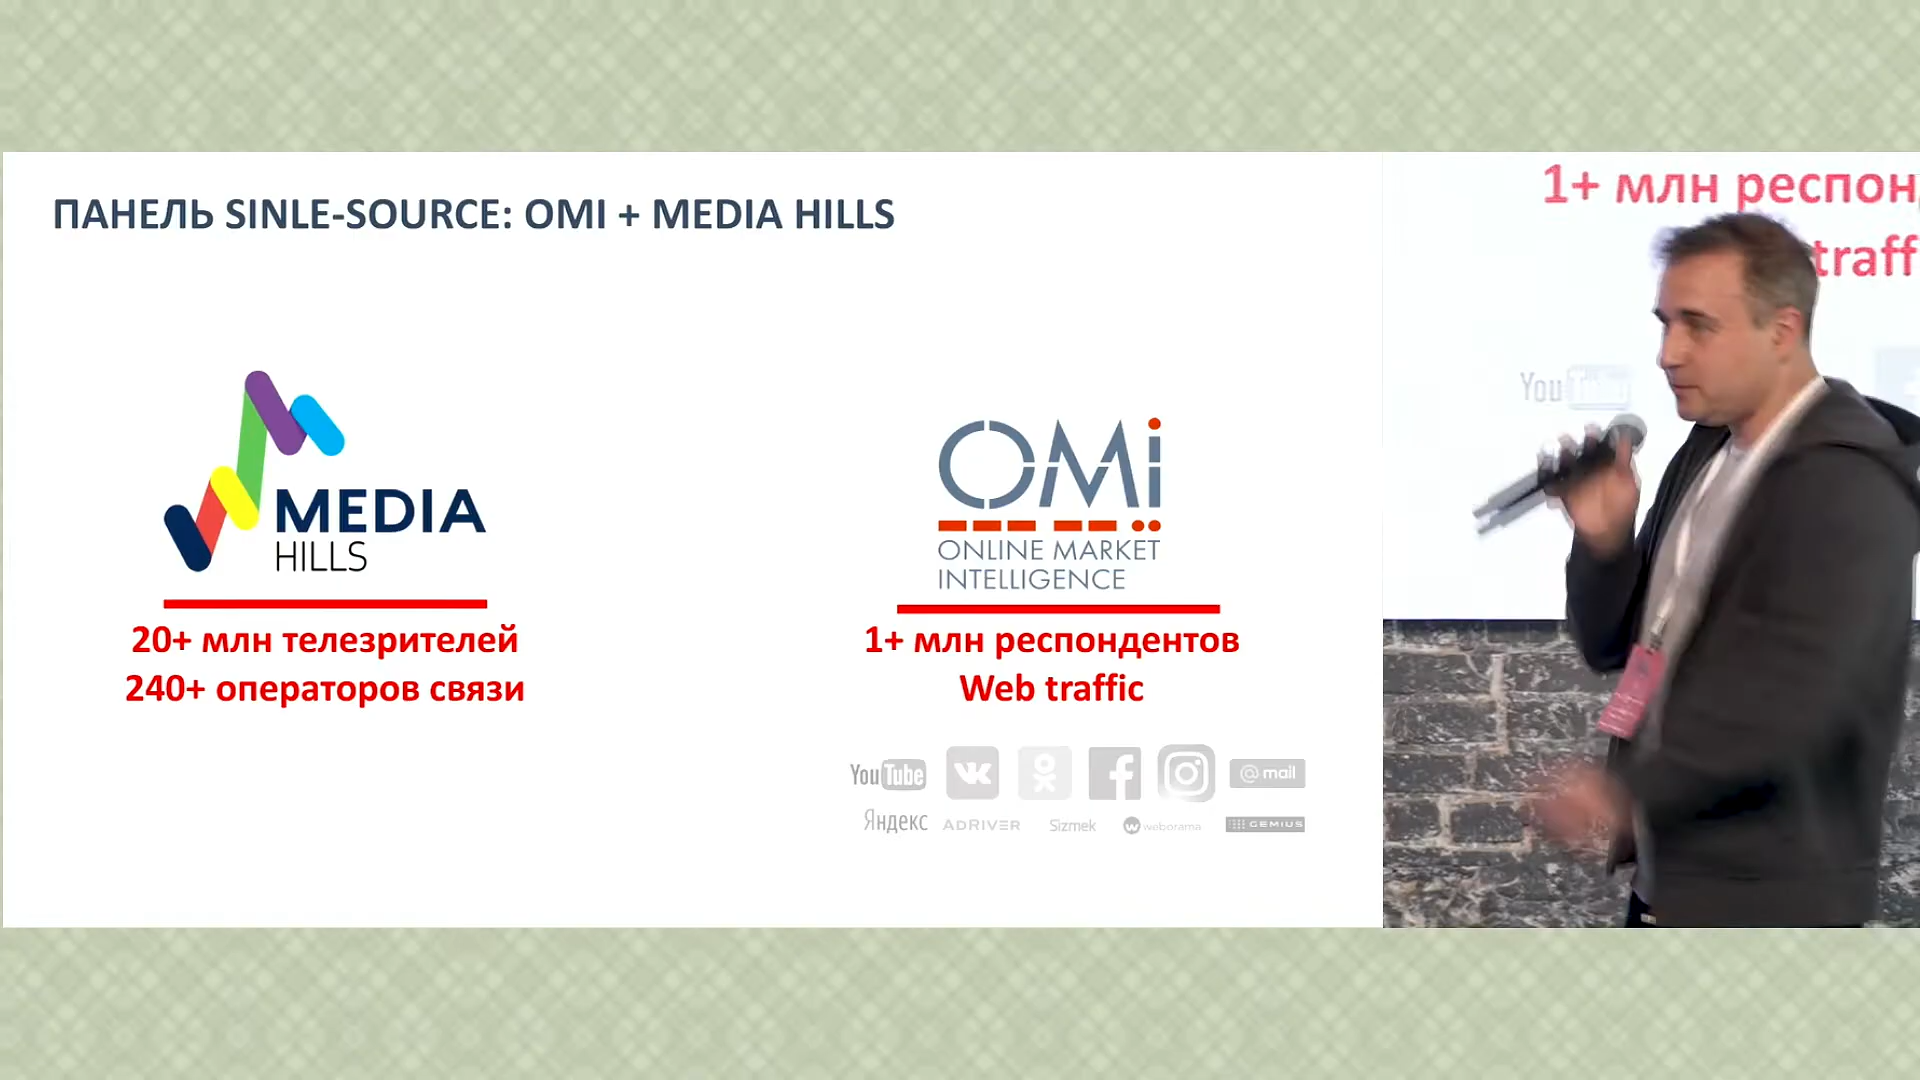 ПАНЕЛЬ SINLE-SOURCE: OMI + MEDIA HILLS
MEDIA
HILLS
20+ млн телезрителей
240+ операторов связи
OMi
ONLINE MARKET
INTELLIGENCE
1+ млн респондентов
Web traffic
YouTube
@mail
Яндекс ADRIVER Sizmek weborama GEMIUS
1+ млн респон
traff
You